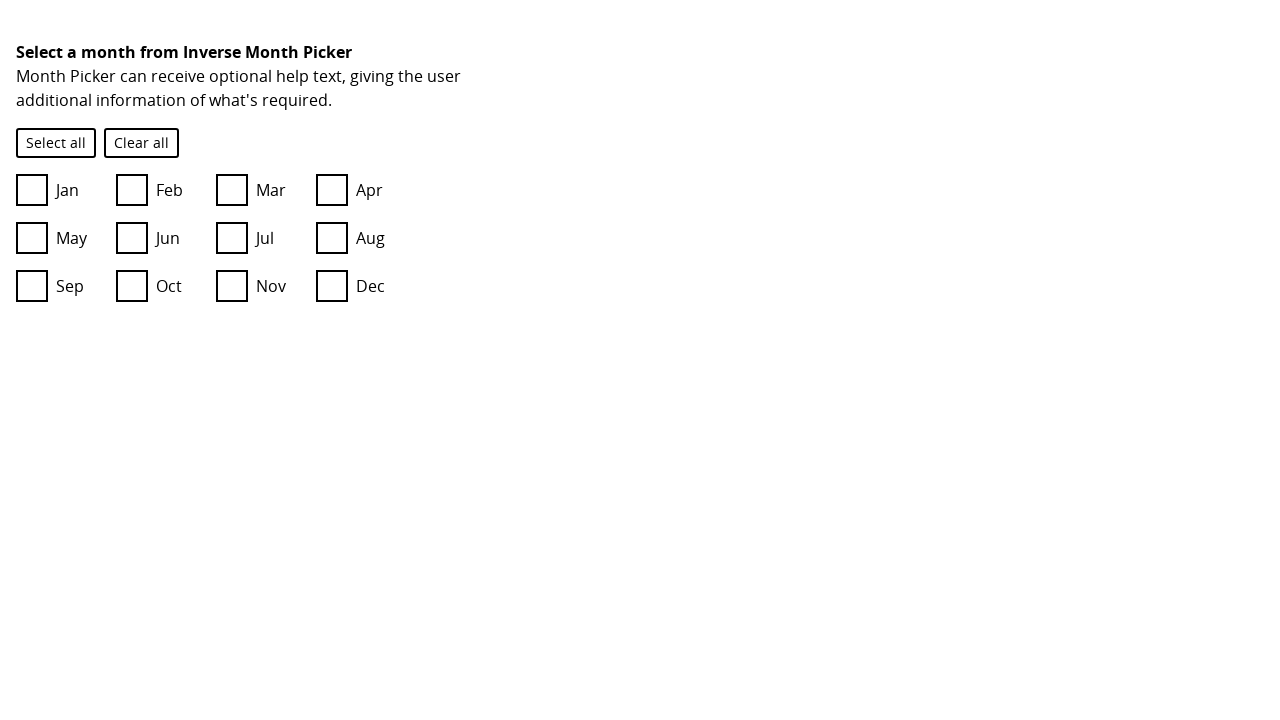 Select a month from Inverse Month Picker
Month Picker can receive optional help text, giving the user
additional information of what's required.
Select all Clear all
Jan Feb Mar Apr
May Jun Jul Aug
Sep Oct Nov Dec